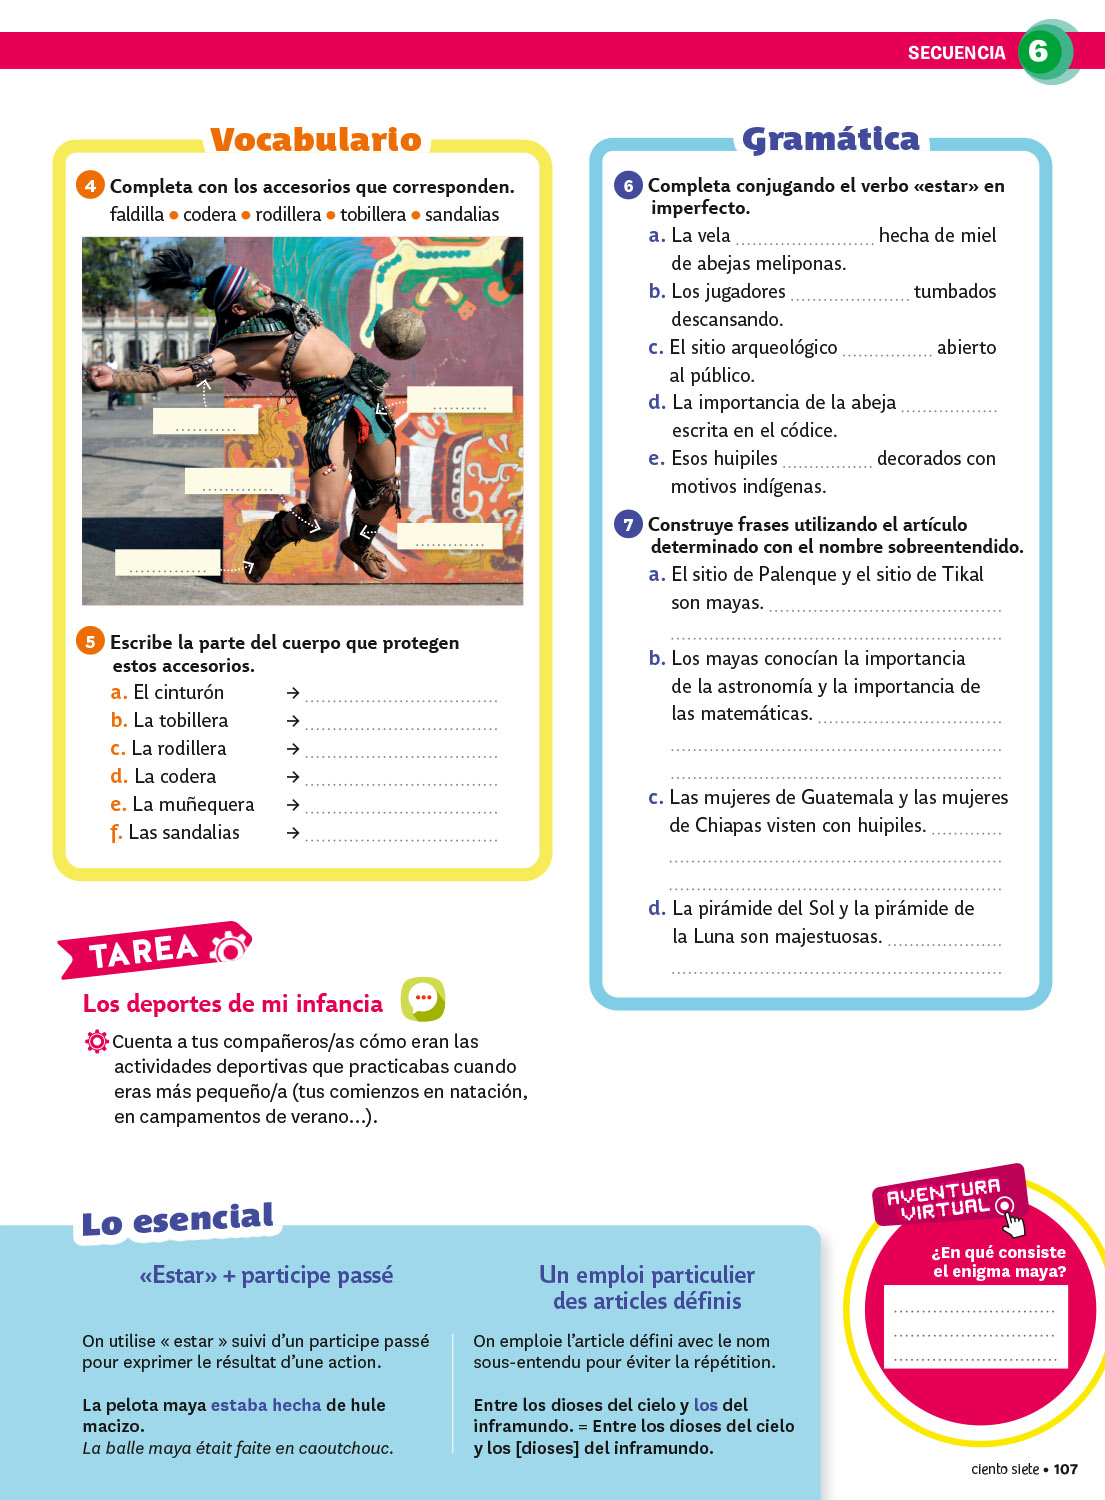 SECUENCIA 6
Vocabulario
4 Completa con los accesorios que corresponden.
faldilla • codera • rodillera • tobillera • sandalias
...........
...........
.............
.............
..............
5 Escribe la parte del cuerpo que protegen
estos accesorios.
a. El cinturón → ...................................
b. La tobillera → ...................................
c. La rodillera → ...................................
d. La codera → ...................................
e. La muñequera → ...................................
f. Las sandalias → ...................................
TAREA
Los deportes de mi infancia
Cuenta a tus compañeros/as cómo eran las
actividades deportivas que practicabas cuando
eras más pequeño/a (tus comienzos en natación,
en campamentos de verano...).
Gramática
6 Completa conjugando el verbo «estar» en
imperfecto.
a. La vela ......................... hecha de miel
de abejas meliponas.
b. Los jugadores ..................... tumbados
descansando.
c. El sitio arqueológico ................ abierto
al público.
d. La importancia de la abeja .................
escrita en el códice.
e. Esos huipiles ................ decorados con
motivos indígenas.
7 Construye frases utilizando el artículo
determinado con el nombre sobreentendido.
a. El sitio de Palenque y el sitio de Tikal
son mayas. ..........................................
............................................................
b. Los mayas conocían la importancia
de la astronomía y la importancia de
las matemáticas. .................................
............................................................
............................................................
c. Las mujeres de Guatemala y las mujeres
de Chiapas visten con huipiles. .............
............................................................
............................................................
d. La pirámide del Sol y la pirámide de
la Luna son majestuosas. .....................
............................................................
Lo esencial
«Estar» + participe passé
On utilise « estar » suivi d’un participe passé
pour exprimer le résultat d’une action.
La pelota maya estaba hecha de hule
macizo.
La balle maya était faite en caoutchouc.
Un emploi particulier
des articles définis
On emploie l’article défini avec le nom
sous-entendu pour éviter la répétition.
Entre los dioses del cielo y los del
inframundo. = Entre los dioses del cielo
y los [dioses] del inframundo.
AVENTURA
VIRTUAL
¿En qué consiste
el enigma maya?
.............................
.............................
.............................
ciento siete • 107